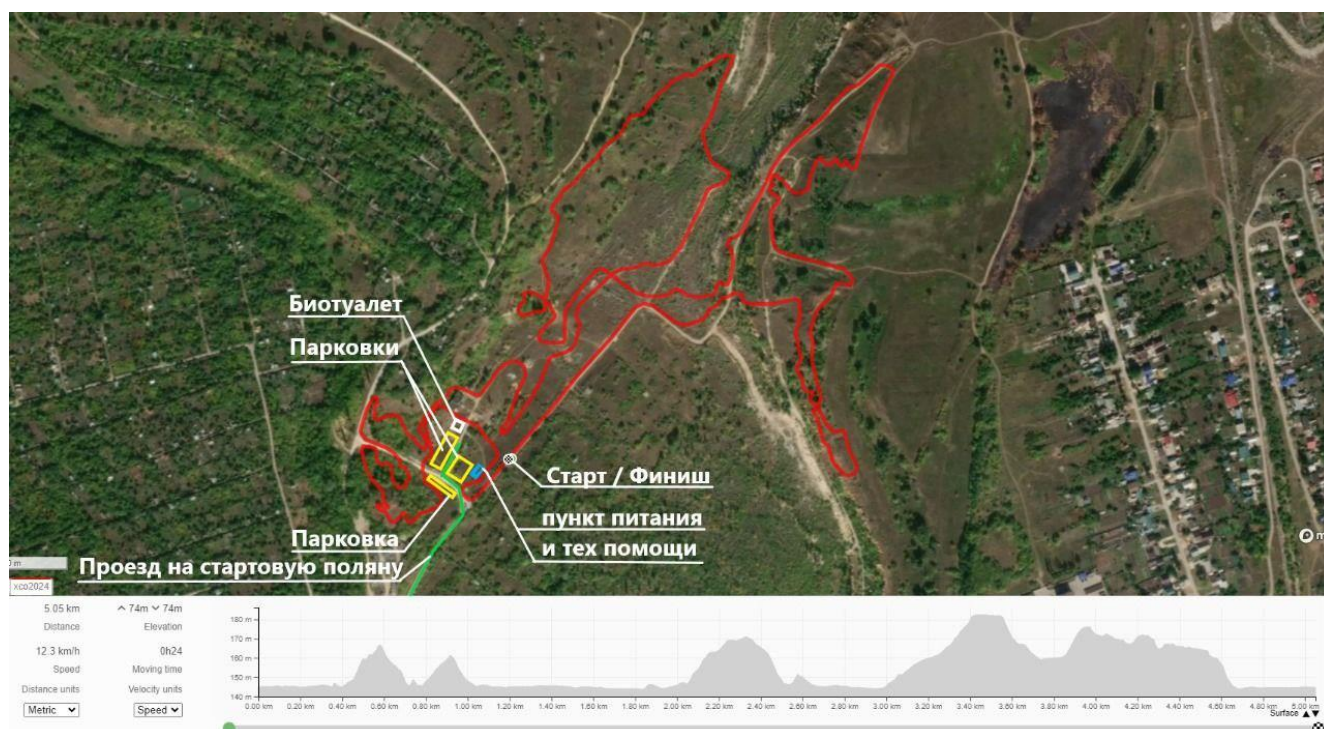 Биотуалет
Парковки
Старт / Финиш
пункт питания
и тех помощи
Парковка
Проезд на стартовую поляну
m
xco2024
5.05 km
74m 74m
Distance
Elevation
12.3 km/h
0h24
Speed
Moving time
Distance units
Velocity units
Metric
Speed
180 m
170 m
160 m
150 m
140 m
0.00 km 0.20 km 0.40 km 0.60 km 0.80 km 1.00 km 1.20 km 1.40 km 1.60 km 1.80 km 2.00 km 2.20 km 2.40 km 2.60 km 2.80 km 3.00 km 3.20 km 3.40 km 3.60 km 3.80 km 4.00 km 4.20 km 4.40 km 4.60 km 4.80 km 5.00 km
Surface ▲▼